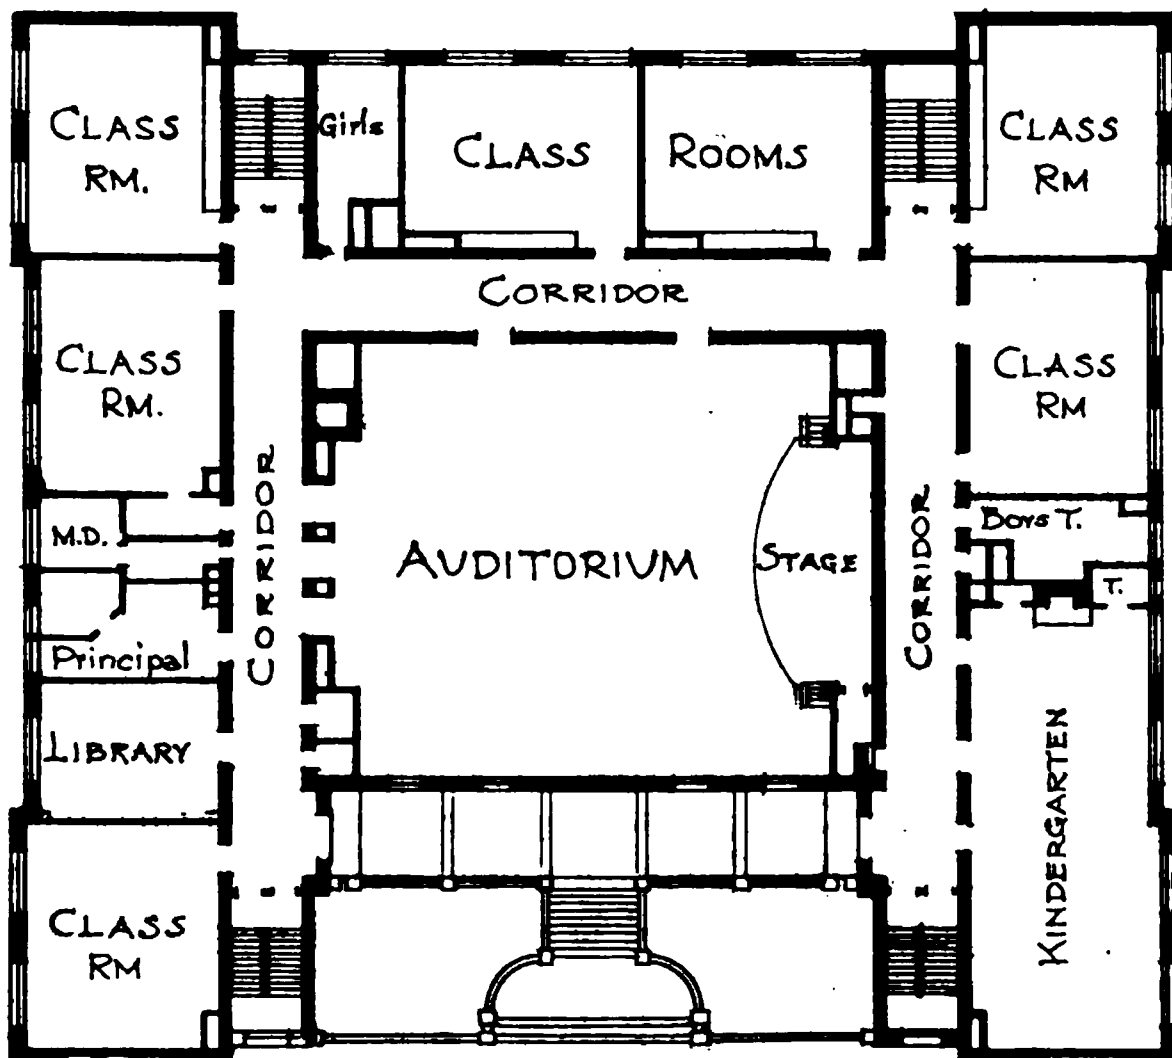 CLASS
RM.
Girls
CLASS
ROOMS
CLASS
RM
CORRIDOR
CLASS
RM.
CLASS
RM
CORRIDOR
AUDITORIUM
STAGE
CORRIDOR
M.D.
BOYS T.
T.
Principal
LIBRARY
KINDERGARTEN
CLASS
RM